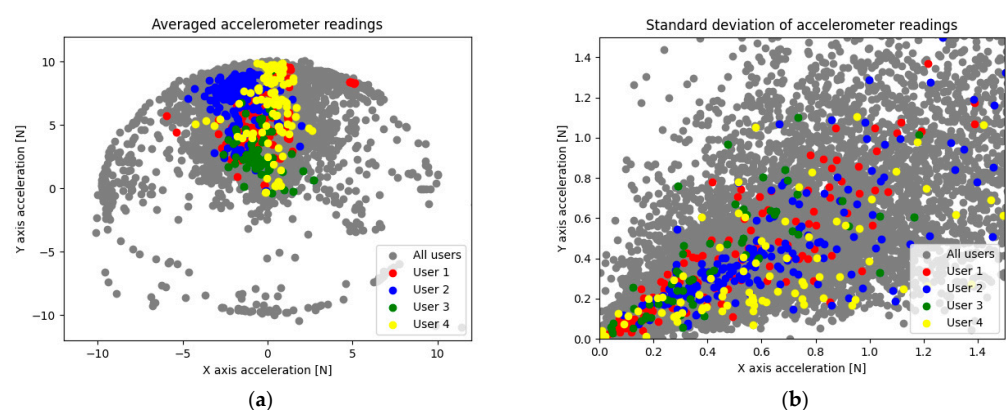 Averaged accelerometer readings
10
5
0
−5
−10
Y axis acceleration [N]
−10
−5
0
5
10
X axis acceleration [N]
All users
User 1
User 2
User 3
User 4
(a)
Standard deviation of accelerometer readings
1.4
1.2
1.0
0.8
0.6
0.4
0.2
0.0
Y axis acceleration [N]
0.0
0.2
0.4
0.6
0.8
1.0
1.2
1.4
X axis acceleration [N]
All users
User 1
User 2
User 3
User 4
(b)